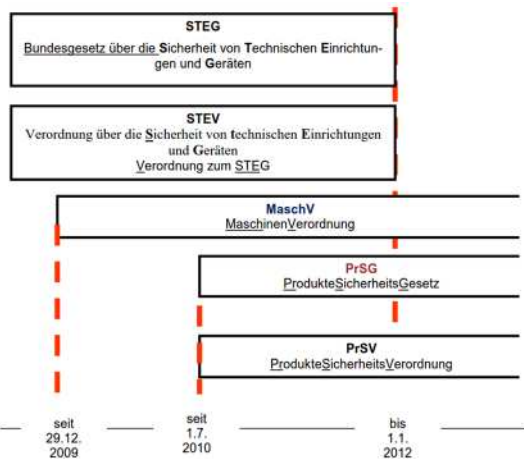 STEG
Bundesgesetz über die Sicherheit von Technischen Einrichtun-
gen und Geräten
STEV
Verordnung über die Sicherheit von technischen Einrichtungen
und Geräten
Verordnung zum STEG
MaschV
MaschinenVerordnung
PrSG
ProdukteSicherheitsGesetz
PrSV
ProdukteSicherheitsVerordnung
seit
29.12.
2009
seit
1.7.
2010
bis
1.1.
2012